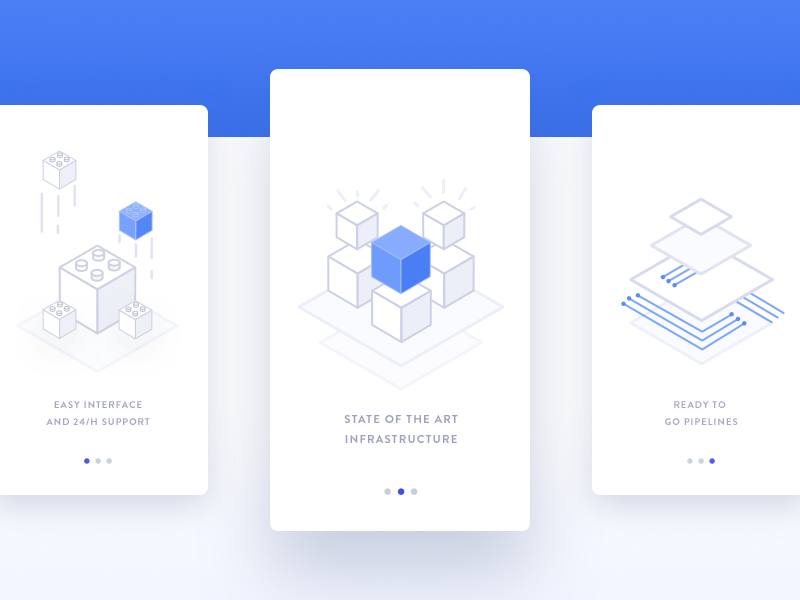 EASY INTERFACE
AND 24/H SUPPORT
STATE OF THE ART
INFRASTRUCTURE
READY TO
GO PIPELINES